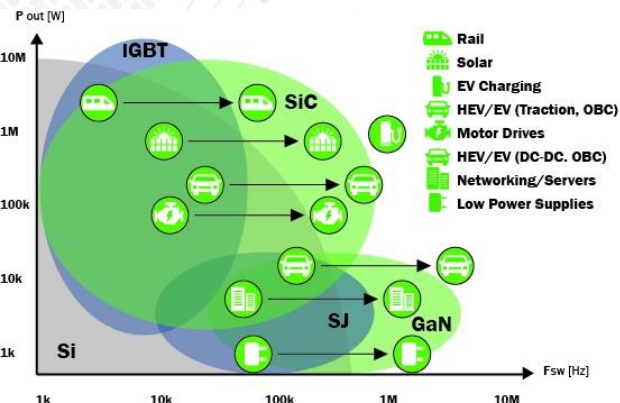 P out [W]
10M
1M
100k
10k
1k
IGBT
SiC
SJ
GaN
Si
Rail
Solar
EV Charging
HEV/EV (Traction, OBC)
Motor Drives
HEV/EV (DC-DC. OBC)
Networking/Servers
Low Power Supplies
Fsw [Hz]
1k 10k 100k 1M 10M